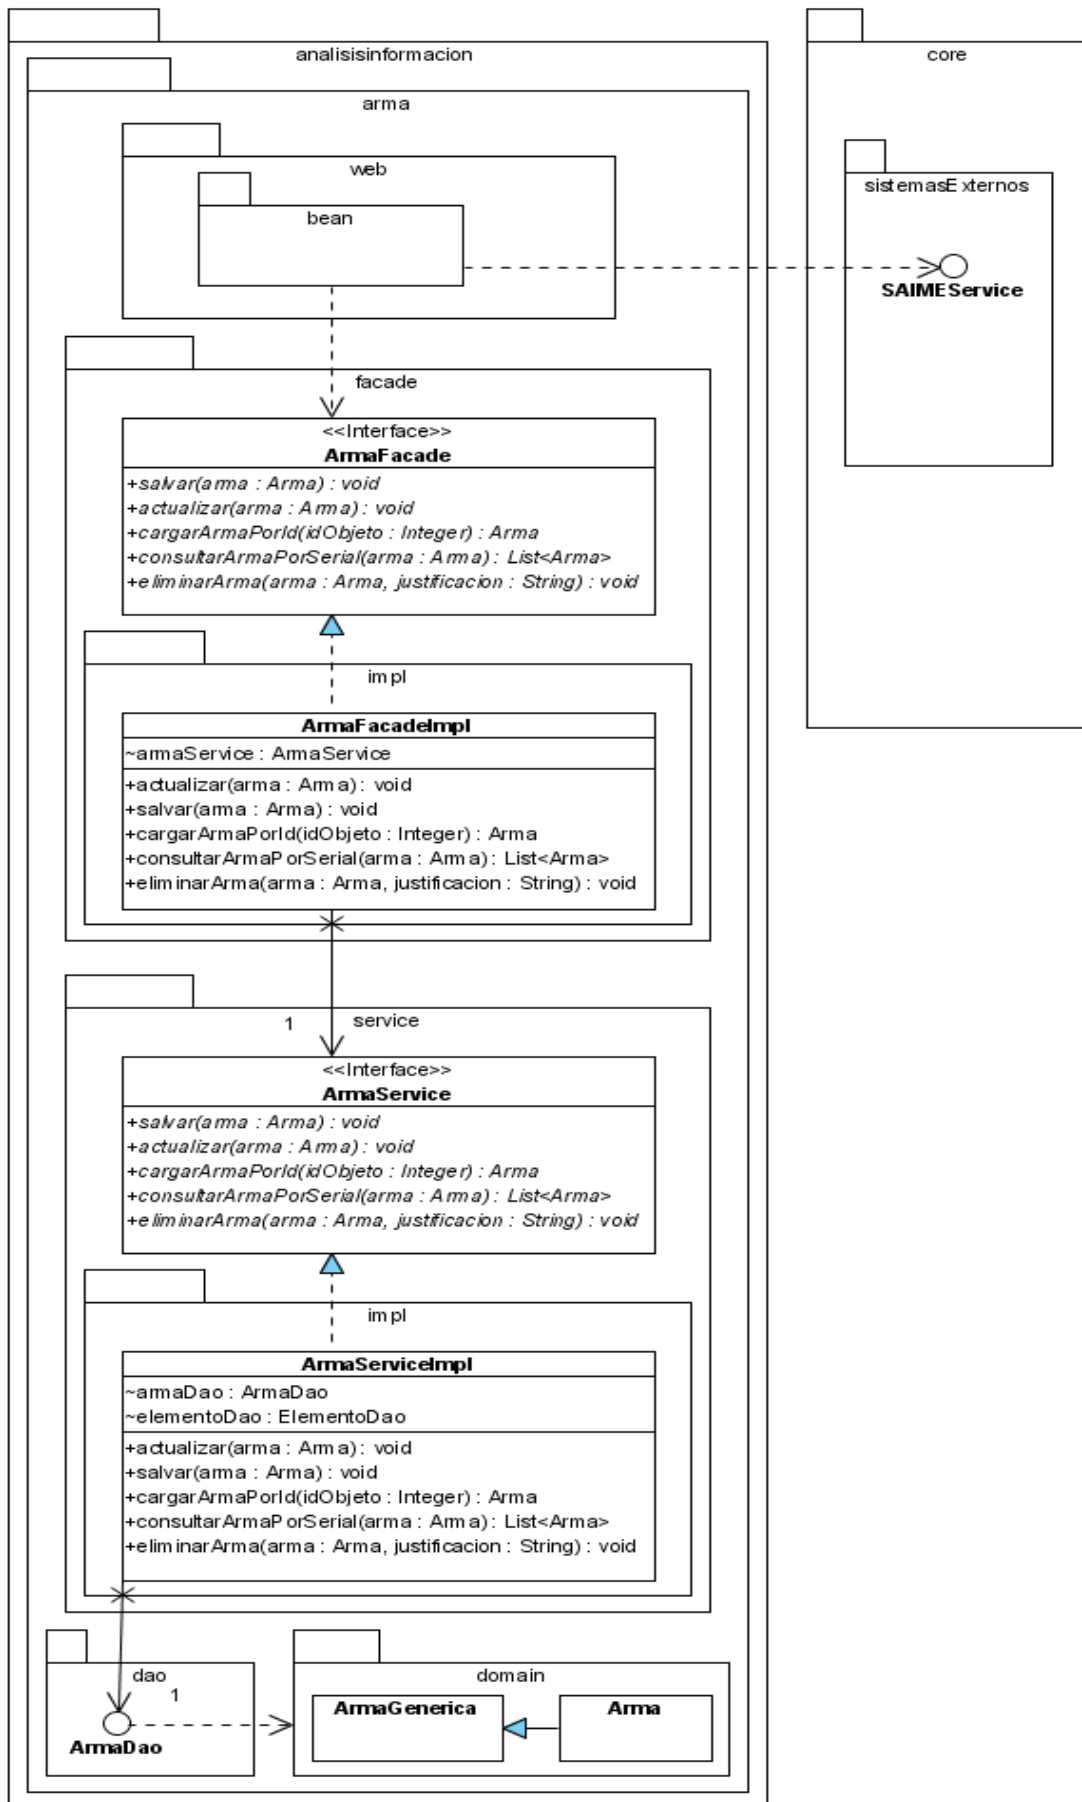 analisisinformacion
core
arma
web
sistemasExternos
bean
SAIMEService
facade
<<Interface>>
ArmaFacade
+salvar(arma : Arma) : void
+actualizar(arma : Arma) : void
+cargarArmaPorId(idObjeto : Integer) : Arma
+consultarArmaPorSerial(arma : Arma) : List<Arma>
+eliminarArma(arma : Arma, justificacion : String) : void
impl
ArmaFacadeImpl
~armaService : ArmaService
+actualizar(arma : Arma) : void
+salvar(arma : Arma) : void
+cargarArmaPorId(idObjeto : Integer) : Arma
+consultarArmaPorSerial(arma : Arma) : List<Arma>
+eliminarArma(arma : Arma, justificacion : String) : void
1
service
<<Interface>>
ArmaService
+salvar(arma : Arma) : void
+actualizar(arma : Arma) : void
+cargarArmaPorId(idObjeto : Integer) : Arma
+consultarArmaPorSerial(arma : Arma) : List<Arma>
+eliminarArma(arma : Arma, justificacion : String) : void
impl
ArmaServiceImpl
~armaDao : ArmaDao
~elementoDao : ElementoDao
+actualizar(arma : Arma) : void
+salvar(arma : Arma) : void
+cargarArmaPorId(idObjeto : Integer) : Arma
+consultarArmaPorSerial(arma : Arma) : List<Arma>
+eliminarArma(arma : Arma, justificacion : String) : void
dao
1
ArmaDao
domain
ArmaGenerica
Arma